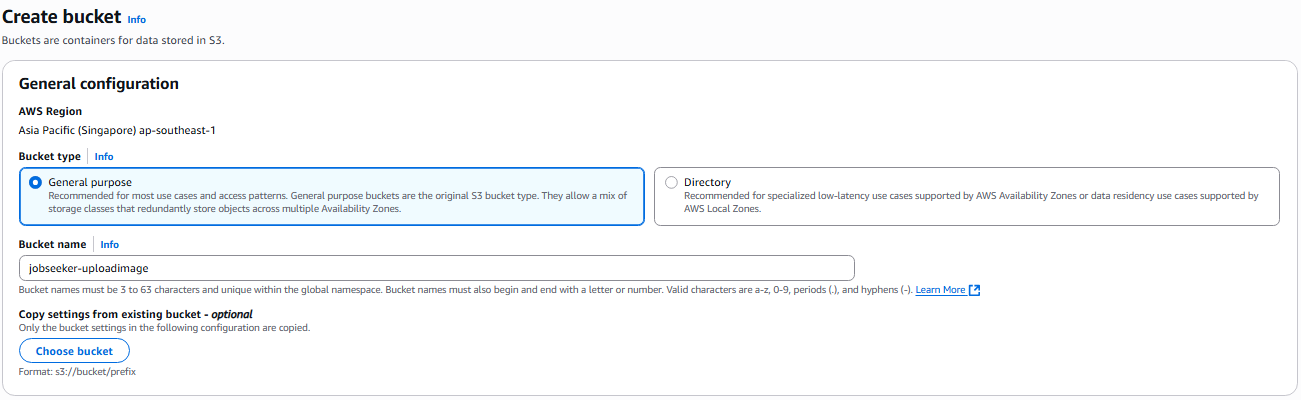 Create bucket Info
Buckets are containers for data stored in S3.
General configuration
AWS Region
Asia Pacific (Singapore) ap-southeast-1
Bucket type Info
General purpose
Recommended for most use cases and access patterns. General purpose buckets are the original S3 bucket type. They allow a mix of
storage classes that redundantly store objects across multiple Availability Zones.
Directory
Recommended for specialized low-latency use cases supported by AWS Availability Zones or data residency use cases supported by
AWS Local Zones.
Bucket name Info
jobseeker-uploadimage
Bucket names must be 3 to 63 characters and unique within the global namespace. Bucket names must also begin and end with a letter or number. Valid characters are a-z, 0-9, periods (.), and hyphens (-). Learn More
Copy settings from existing bucket - optional
Only the bucket settings in the following configuration are copied.
Choose bucket
Format: s3://bucket/prefix